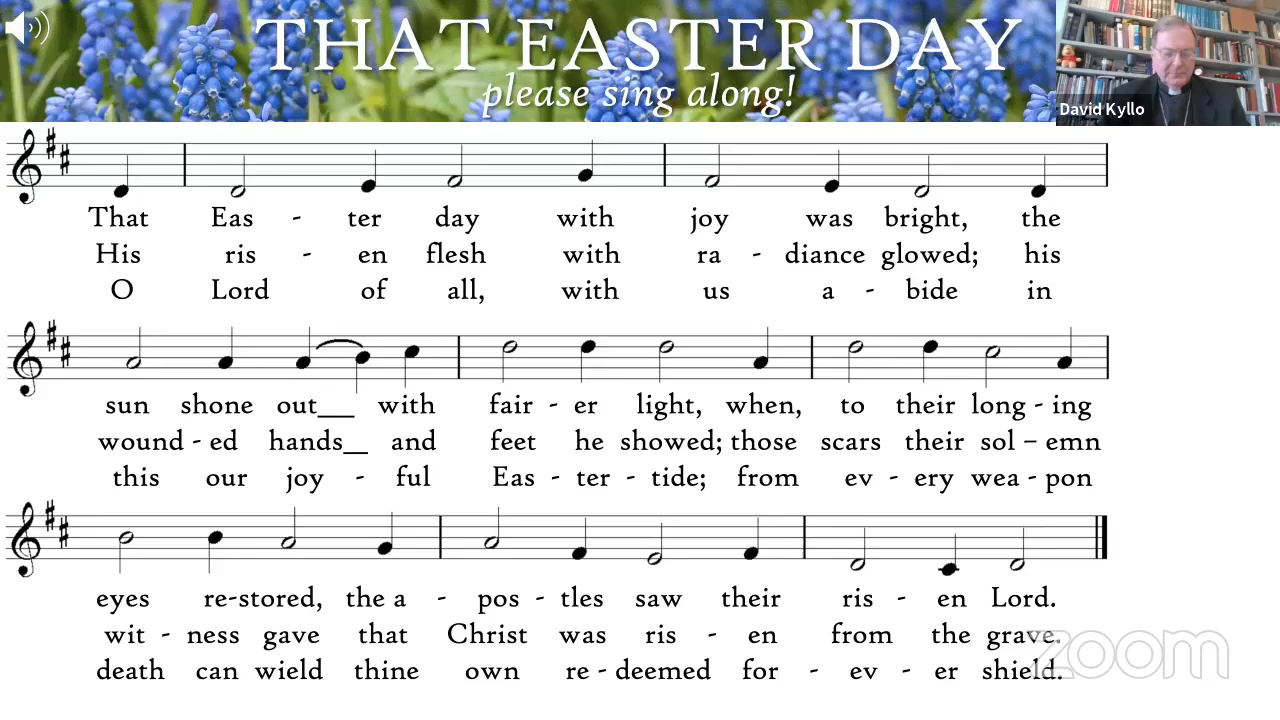 THAT EASTER DAY
please sing along!
David Kyllo
That Eas - ter day with joy was bright, the
His ris - en flesh with ra - diance glowed; his
O Lord of all, with us a - bide in
sun shone out__ with fair - er light, when, to their long - ing
wound - ed hands_ and feet he showed; those scars their sol – emn
this our joy - ful Eas - ter - tide; from ev - ery wea - pon
eyes re-stored, the a - pos - tles saw their ris - en Lord.
wit - ness gave that Christ was ris - en from the grave.
death can wield thine own re - deemed for - ev - er shield.
zoom